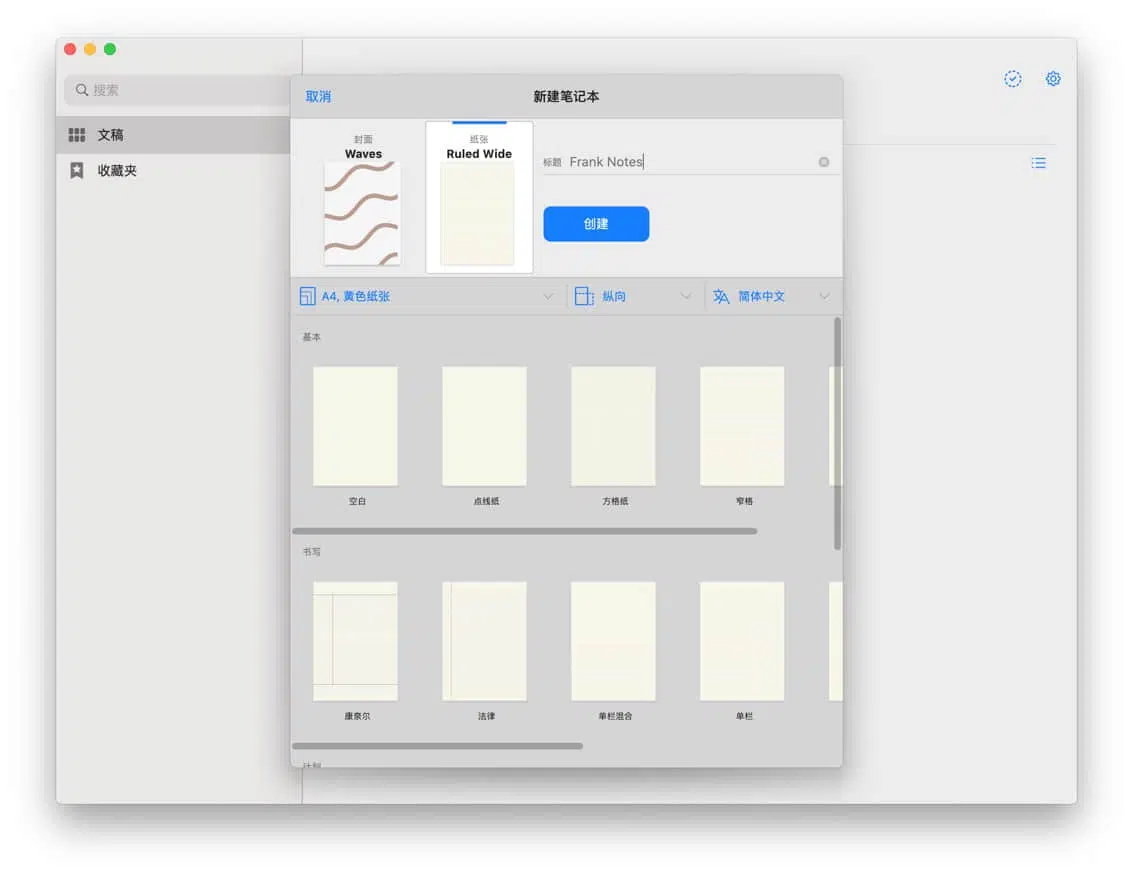 搜索
文稿
收藏夹
取消
新建笔记本
封面
Waves
纸张
Ruled Wide
标题 Frank Notes
创建
A4, 黄色纸张
纵向
简体中文
基本
空白
点线纸
方格纸
窄格
书写
康奈尔
法律
单栏混合
单栏